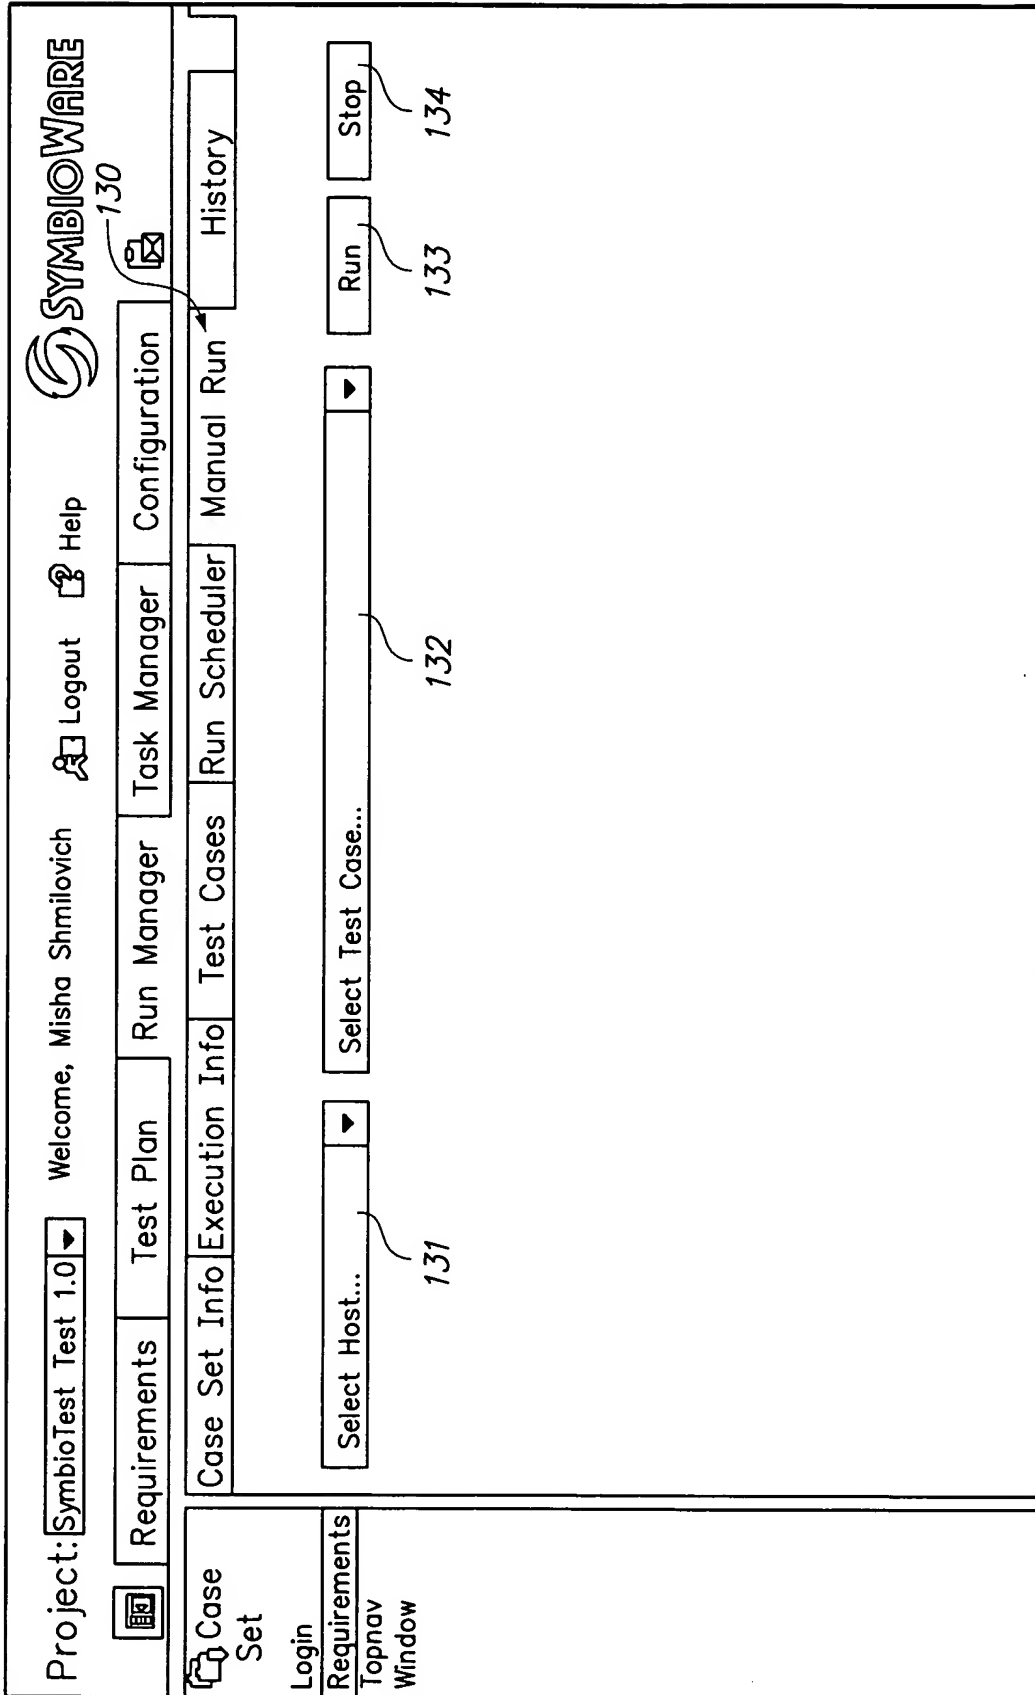 Project: SymbioTest Test 1.0 Welcome, Misha Shmilovich Logout Help SYMBIOWARE
130
Requirements Test Plan Run Manager Task Manager Configuration
Case Set Info Execution Info Test Cases Run Scheduler Manual Run History
Case
Set
Login
Requirements
Topnav
Window
Select Host... Select Test Case... Run Stop
131 132 133 134